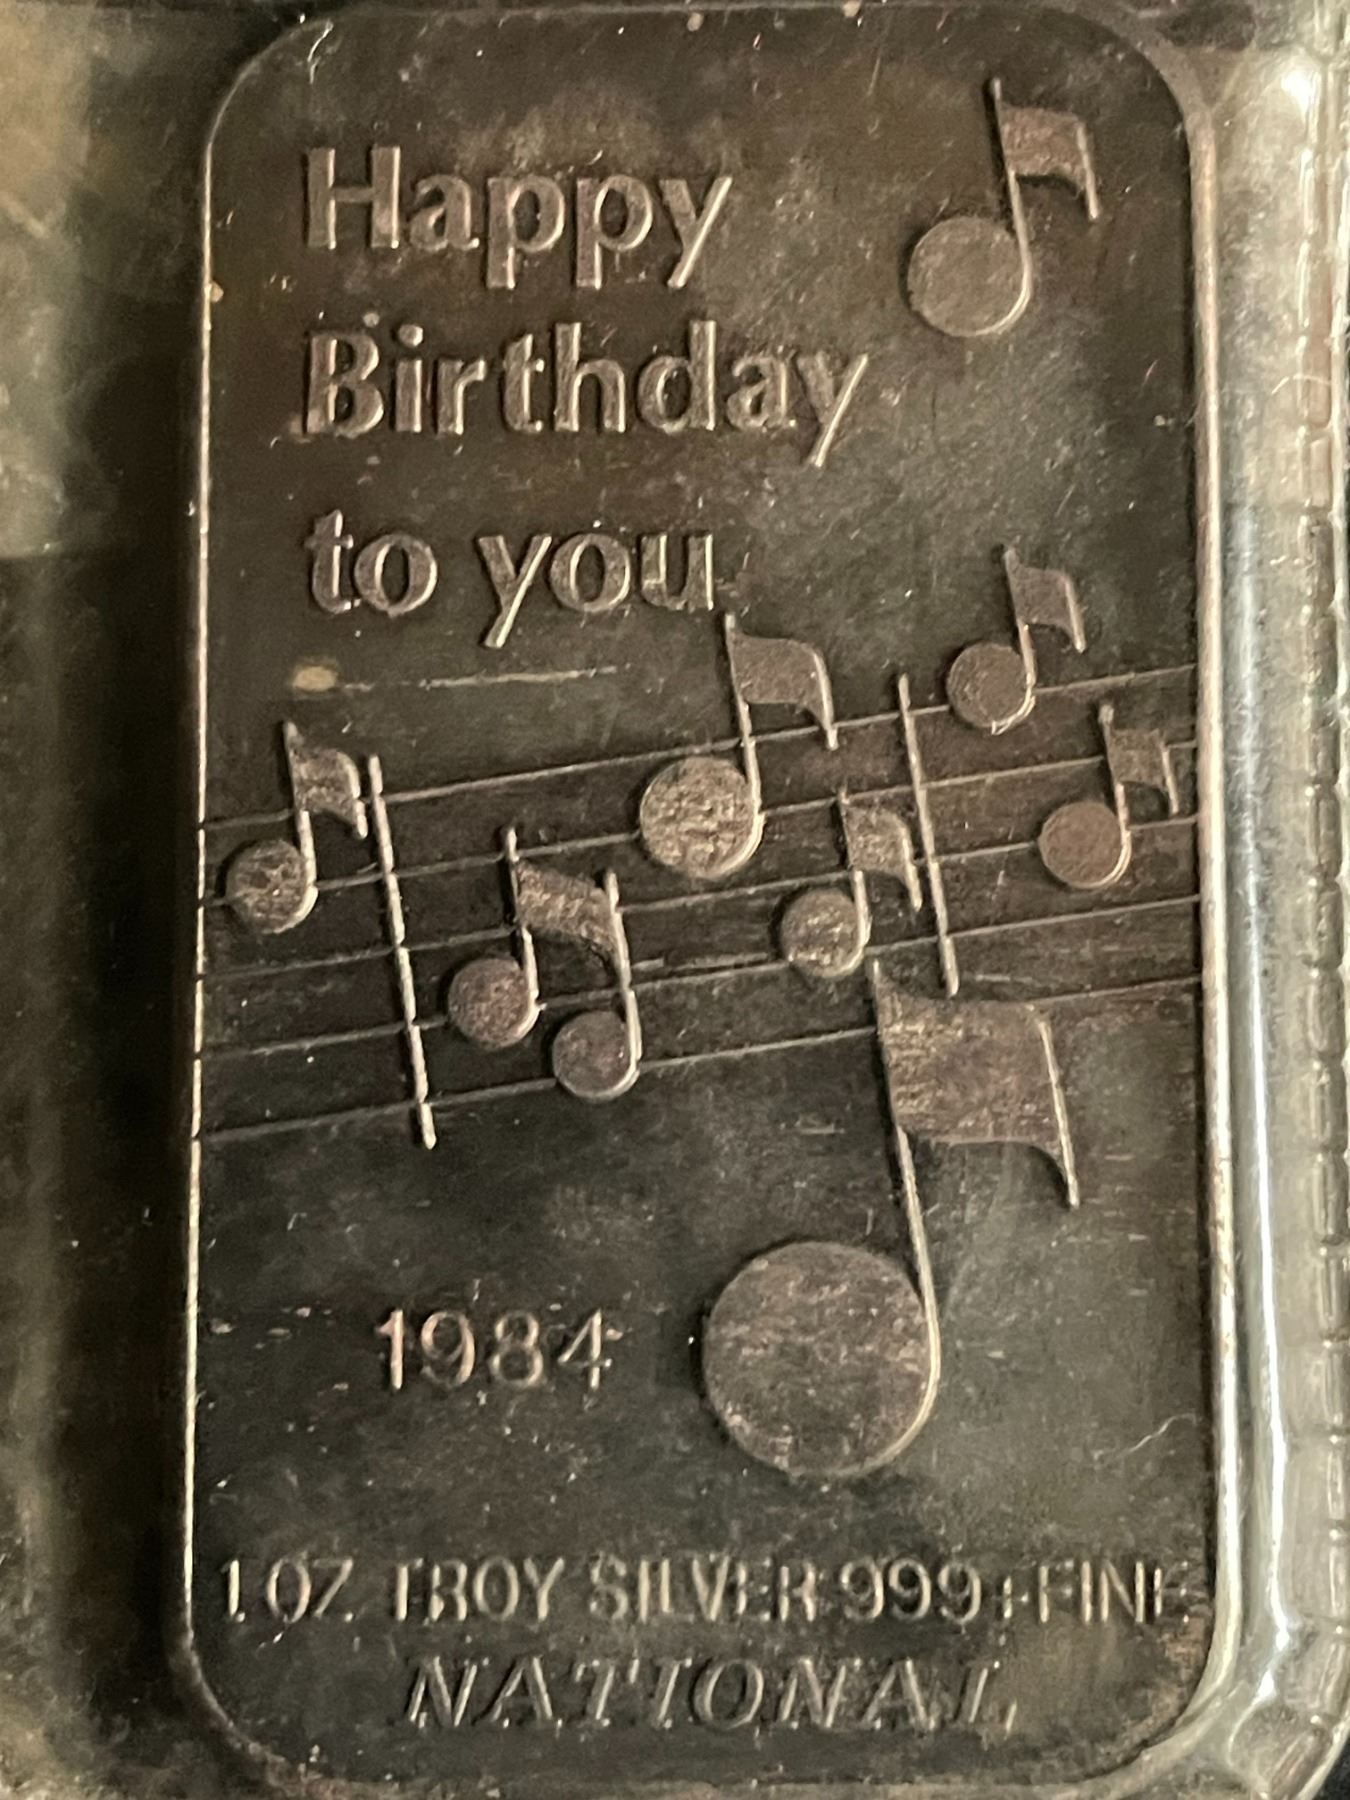 Happy
Birthday
to you
1984
1 OZ. TROY SILVER 999+ FINE
NATIONAL